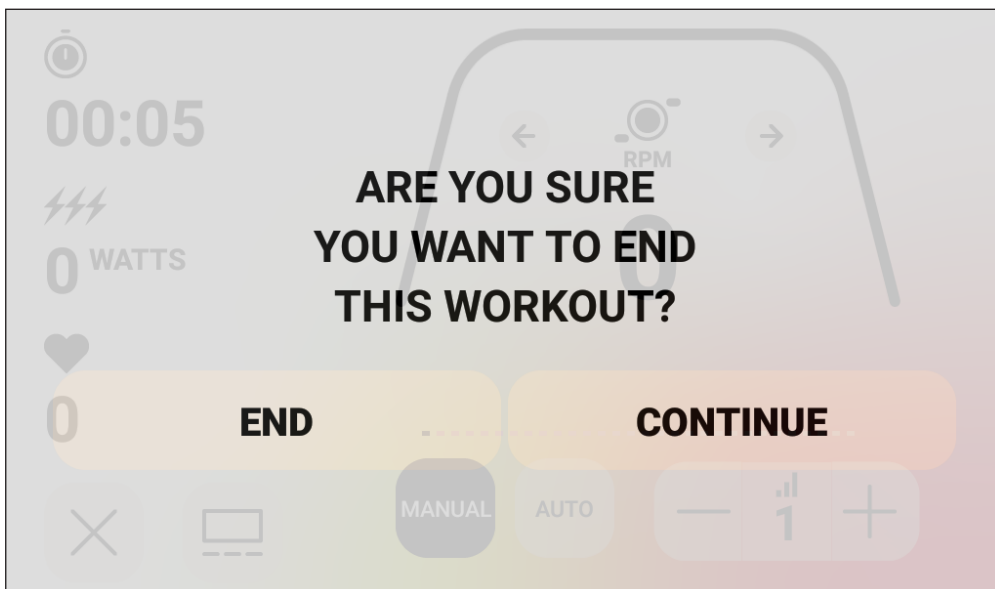 00:05
RPM
0
0 WATTS
0
ARE YOU SURE
YOU WANT TO END
THIS WORKOUT?
END
CONTINUE
MANUAL
AUTO
1